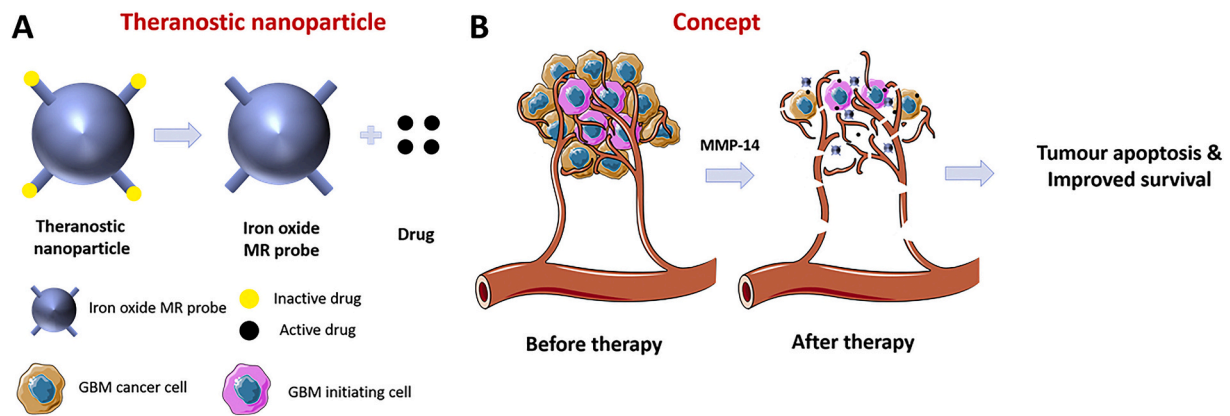 A
Theranostic nanoparticle
Theranostic
nanoparticle
Iron oxide
MR probe
Drug
Iron oxide MR probe
Inactive drug
Active drug
GBM cancer cell
GBM initiating cell
B
Concept
MMP-14
Before therapy
After therapy
Tumour apoptosis &
Improved survival